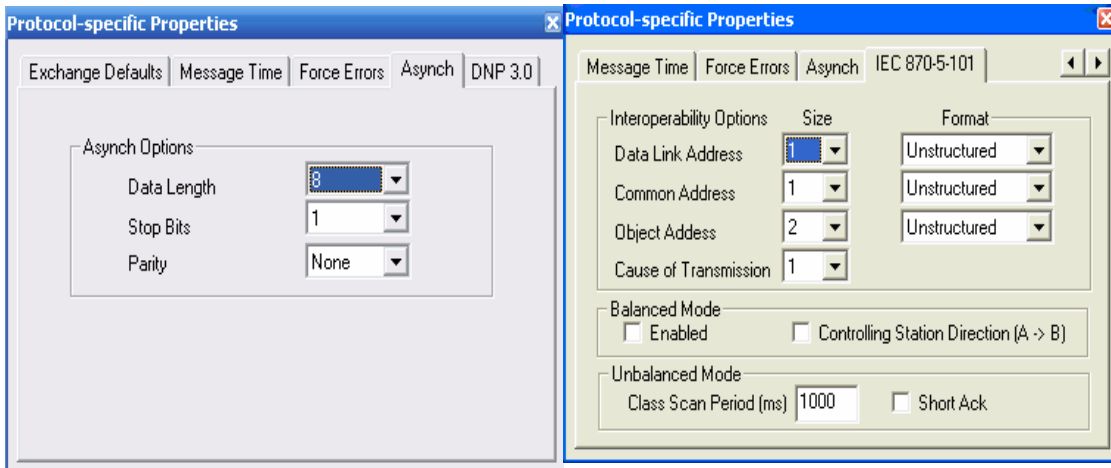 Protocol-specific Properties
Exchange Defaults Message Time Force Errors Asynch DNP 3.0
Asynch Options
Data Length 8
Stop Bits 1
Parity None
Protocol-specific Properties
Message Time Force Errors Asynch IEC 870-5-101
Interoperability Options Size Format
Data Link Address 1 Unstructured
Common Address 1 Unstructured
Object Addess 2 Unstructured
Cause of Transmission 1
Balanced Mode
Enabled Controlling Station Direction (A -> B)
Unbalanced Mode
Class Scan Period (ms) 1000 Short Ack